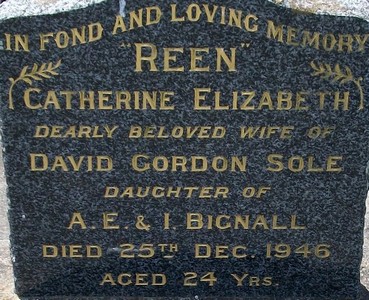 IN FOND AND LOVING MEMORY
"REEN"
(CATHERINE ELIZABETH)
DEARLY BELOVED WIFE OF
DAVID GORDON SOLE
DAUGHTER OF
A. E. & I. BIGNALL
DIED 25TH DEC. 1946
AGED 24 YRS.